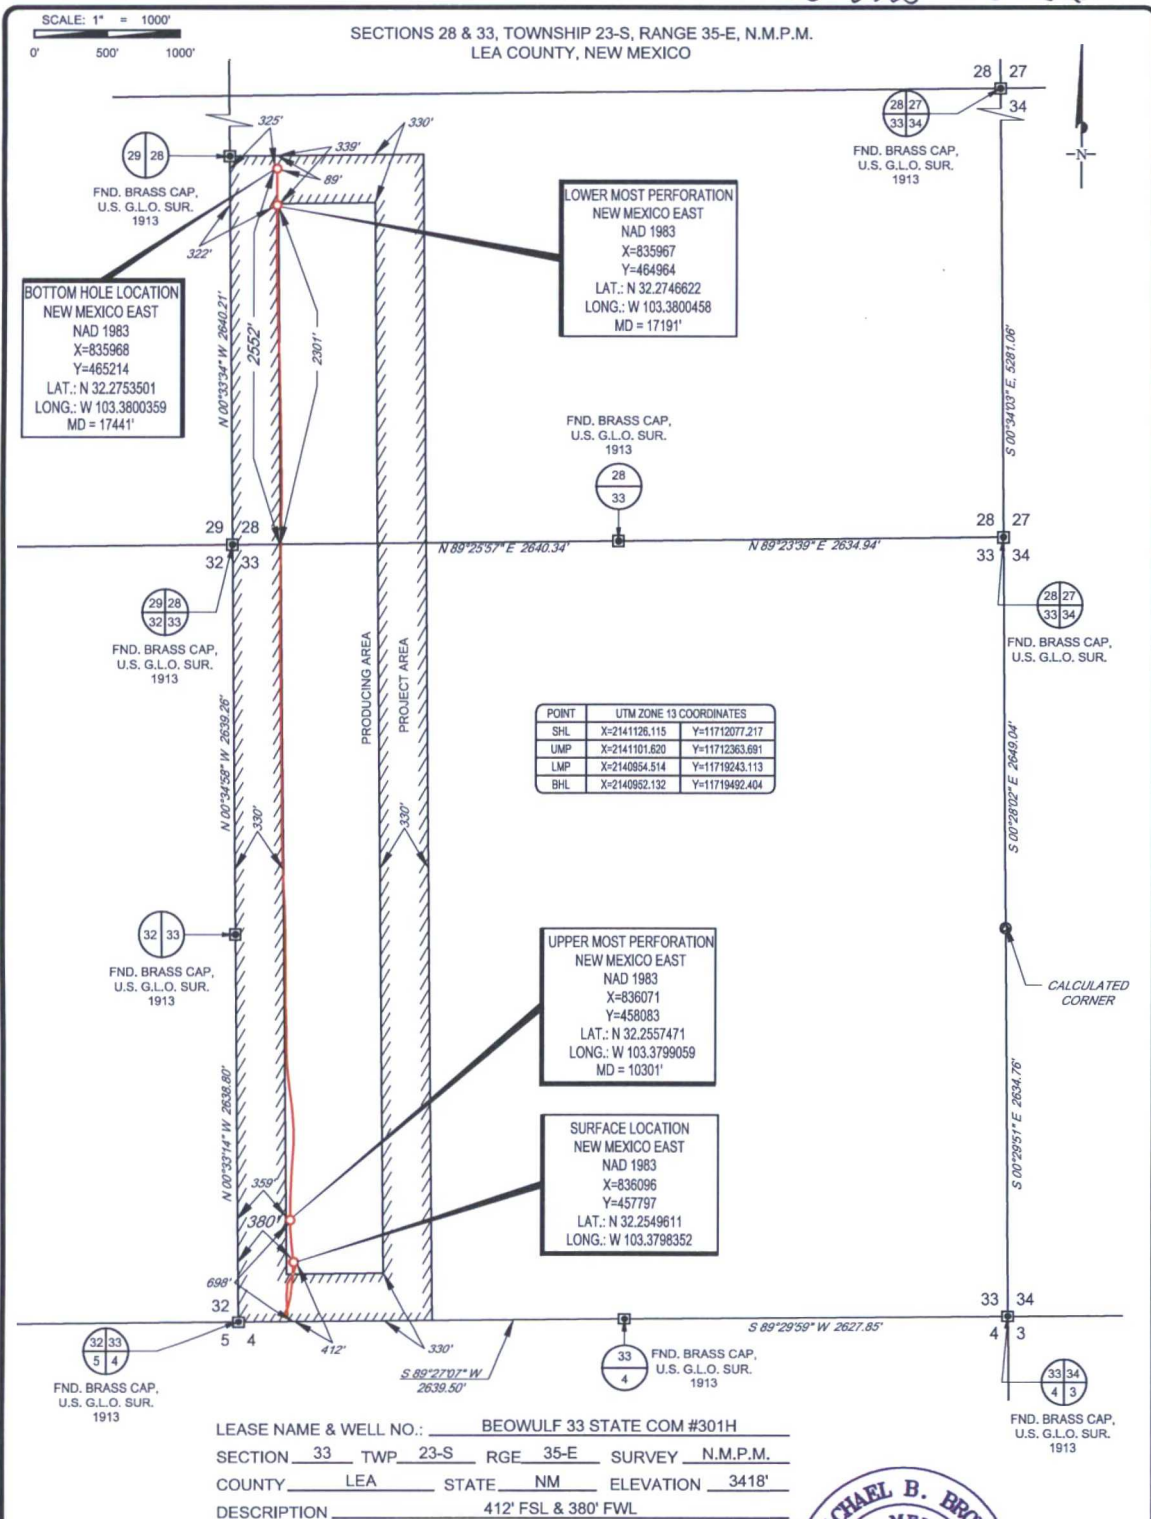 SCALE: 1" = 1000'
0' 500' 1000'
SECTIONS 28 & 33, TOWNSHIP 23-S, RANGE 35-E, N.M.P.M.
LEA COUNTY, NEW MEXICO
28 27
34
28 27
33 34
FND. BRASS CAP,
U.S. G.L.O. SUR.
1913
-N-
29 28
FND. BRASS CAP,
U.S. G.L.O. SUR.
1913
325'
339'
330'
89'
322'
LOWER MOST PERFORATION
NEW MEXICO EAST
NAD 1983
X=835967
Y=464964
LAT.: N 32.2746622
LONG.: W 103.3800458
MD = 17191'
BOTTOM HOLE LOCATION
NEW MEXICO EAST
NAD 1983
X=835968
Y=465214
LAT.: N 32.2753501
LONG.: W 103.3800359
MD = 17441'
N 00°33'34" W 2640.21'
2552'
2301'
S 00°34'03" E, 5281.06'
FND. BRASS CAP,
U.S. G.L.O. SUR.
1913
28
33
29 28
32 33
N 89°25'57" E 2640.34'
N 89°23'39" E 2634.94'
28 27
33 34
29 28
32 33
FND. BRASS CAP,
U.S. G.L.O. SUR.
1913
28 27
33 34
FND. BRASS CAP,
U.S. G.L.O. SUR.
PRODUCING AREA
PROJECT AREA
POINT UTM ZONE 13 COORDINATES
SHL X=2141126.115 Y=11712077.217
UMP X=2141101.620 Y=11712363.691
LMP X=2140954.514 Y=11719243.113
BHL X=2140952.132 Y=11719492.404
N 00°34'58" W 2639.26'
330'
330'
S 00°28'02" E 2649.04'
32 33
FND. BRASS CAP,
U.S. G.L.O. SUR.
1913
UPPER MOST PERFORATION
NEW MEXICO EAST
NAD 1983
X=836071
Y=458083
LAT.: N 32.2557471
LONG.: W 103.3799059
MD = 10301'
CALCULATED
CORNER
N 00°33'14" W 2638.80'
S 00°29'51" E 2634.76'
SURFACE LOCATION
NEW MEXICO EAST
NAD 1983
X=836096
Y=457797
LAT.: N 32.2549611
LONG.: W 103.3798352
359'
380'
698'
32
5 4
412'
330'
33 34
4 3
S 89°27'07" W
2639.50'
S 89°29'59" W 2627.85'
32 33
5 4
FND. BRASS CAP,
U.S. G.L.O. SUR.
1913
33
4
FND. BRASS CAP,
U.S. G.L.O. SUR.
1913
33 34
4 3
FND. BRASS CAP,
U.S. G.L.O. SUR.
1913
LEASE NAME & WELL NO.: BEOWULF 33 STATE COM #301H
SECTION 33 TWP 23-S RGE 35-E SURVEY N.M.P.M.
COUNTY LEA STATE NM ELEVATION 3418'
DESCRIPTION 412' FSL & 380' FWL